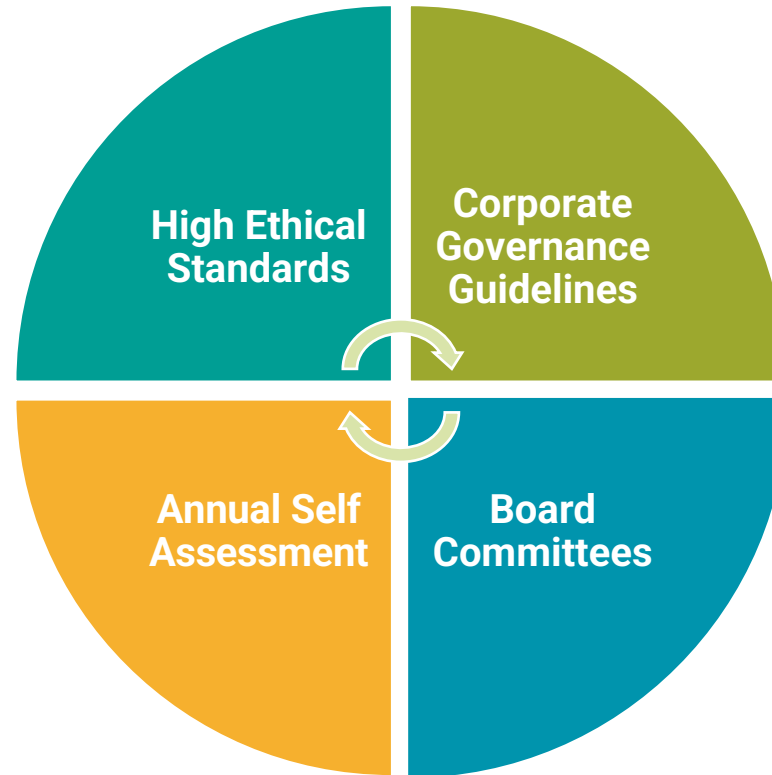 High Ethical
Standards
Corporate
Governance
Guidelines
Annual Self
Assessment
Board
Committees